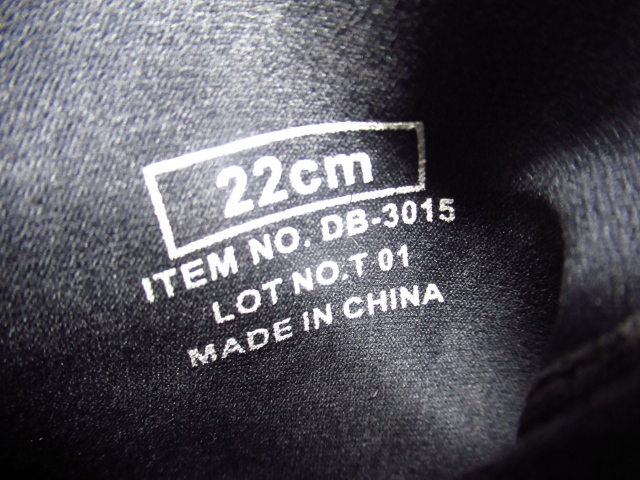 22cm
ITEM NO. DB-3015
LOT NO.T 01
MADE IN CHINA